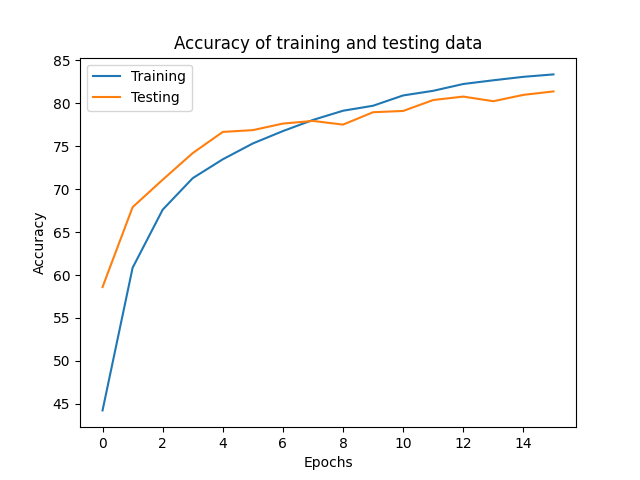 Accuracy of training and testing data
85
80
75
70
65
60
55
50
45
Accuracy
Training
Testing
0 2 4 6 8 10 12 14
Epochs